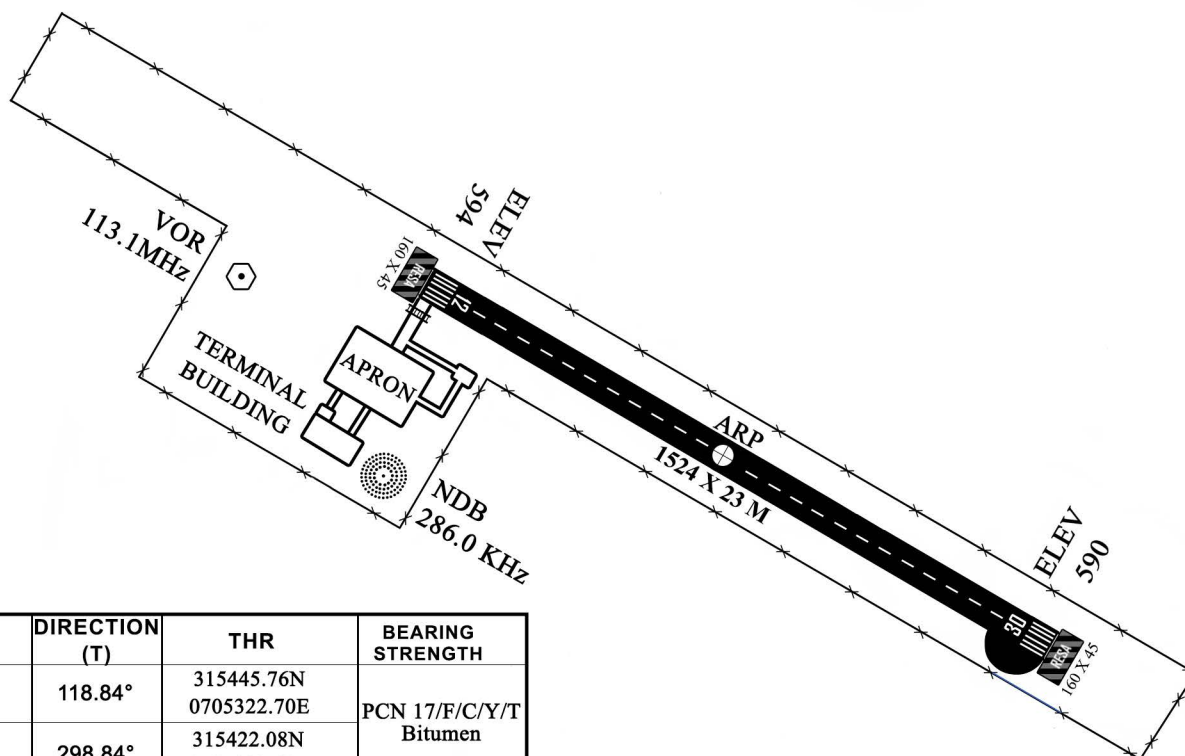 ELEV
594
VOR
113.1MHz
160 X 45
RESA
12
TERMINAL
BUILDING
APRON
ARP
1524 X 23 M
NDB
286.0 KHz
ELEV
590
30
RESA
160 X 45
DIRECTION
(T)
THR
BEARING
STRENGTH
118.84°
315445.76N
0705322.70E
PCN 17/F/C/Y/T
Bitumen
298.84°
315422.08N